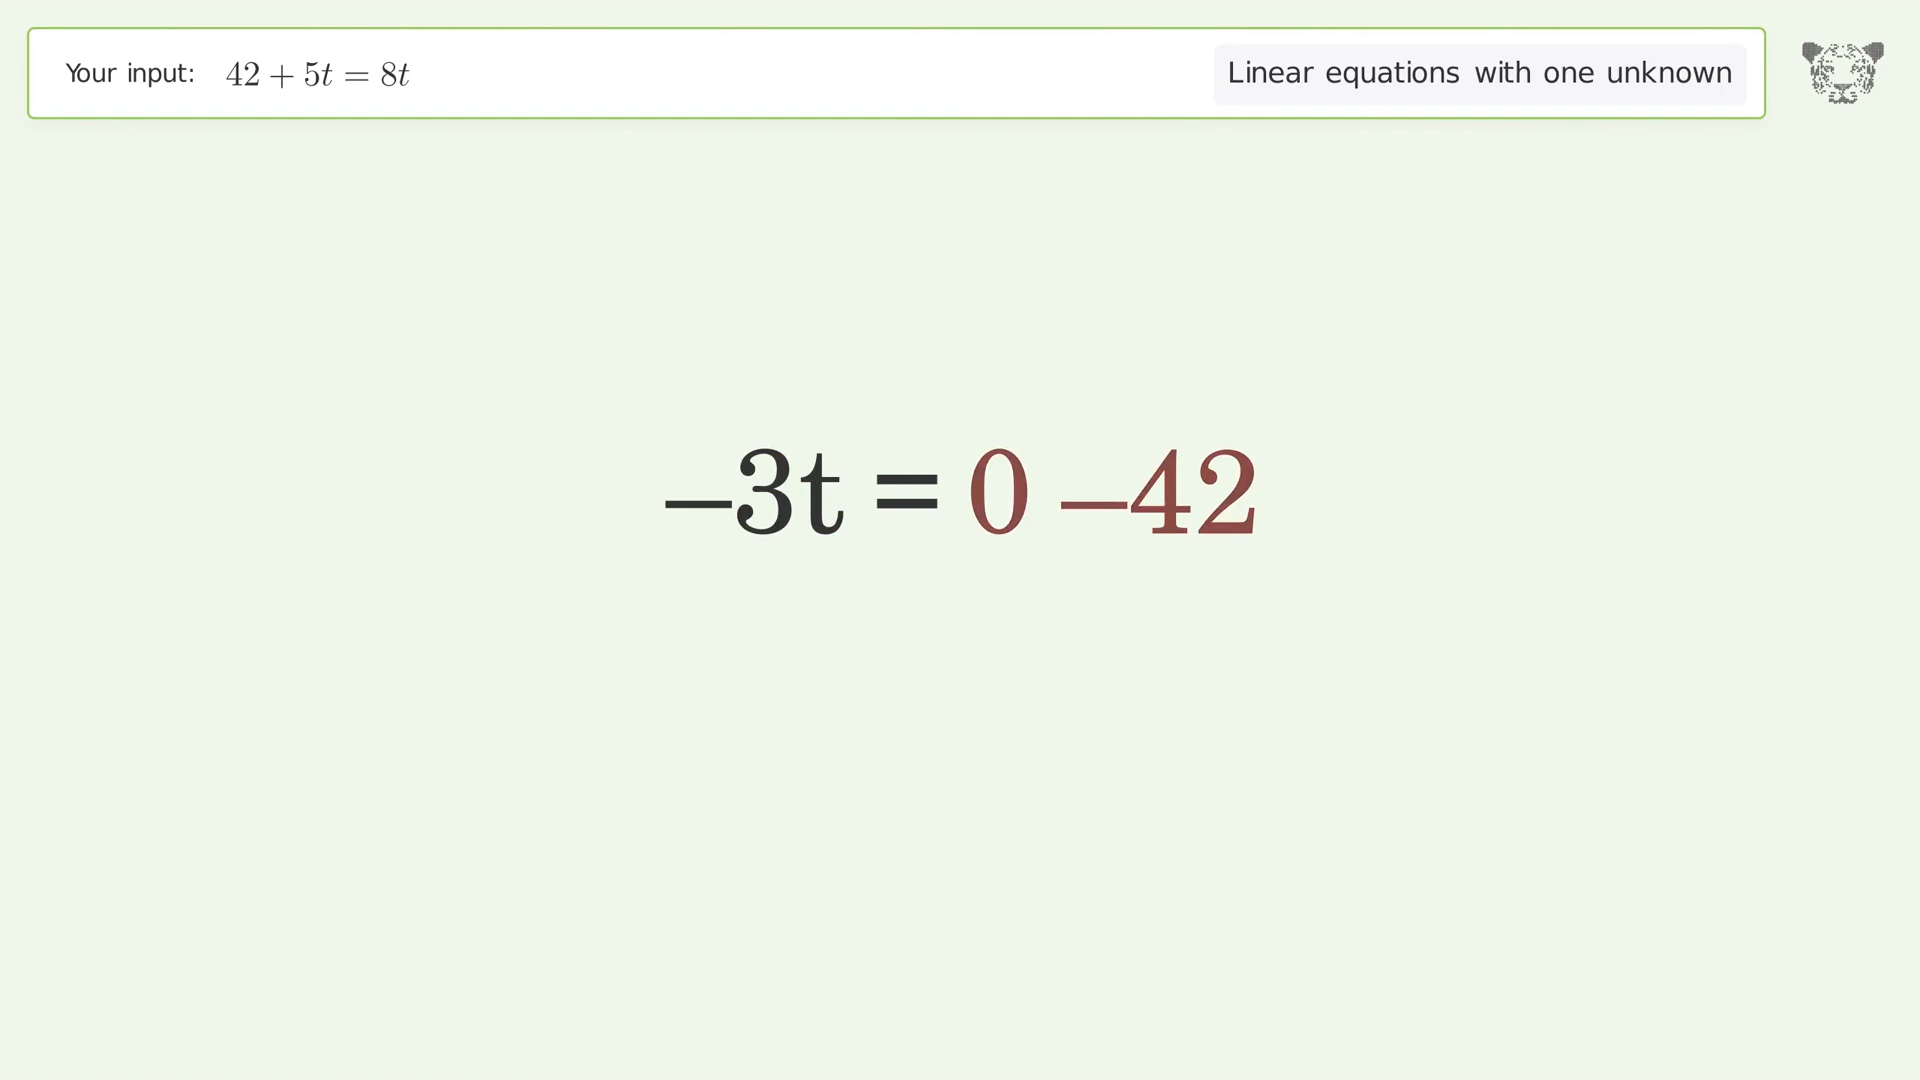 Your input: 42 + 5t = 8t
Linear equations with one unknown
–3t = 0 –42